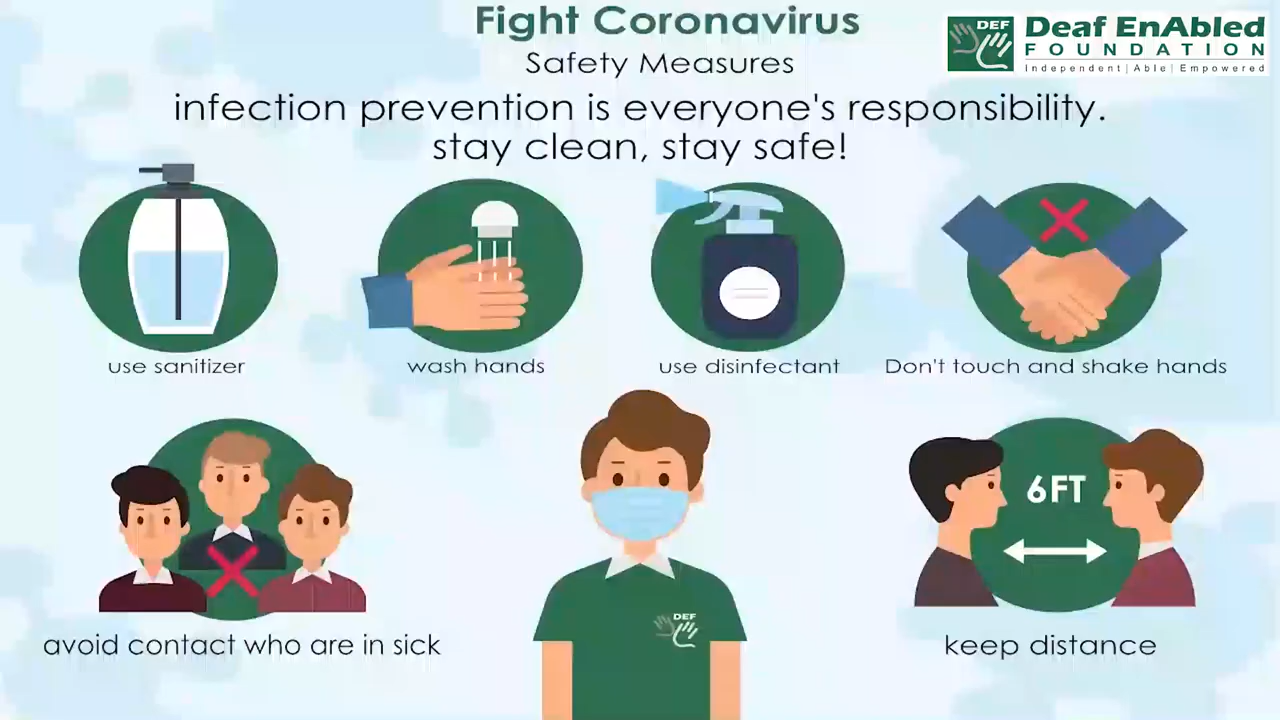 Fight Coronavirus
Safety Measures
DEF
Deaf EnAbled
FOUNDATION
Independent|Able|Empowered
infection prevention is everyone's responsibility.
stay clean, stay safe!
use sanitizer
wash hands
use disinfectant
Don't touch and shake hands
6FT
DEF
avoid contact who are in sick
keep distance